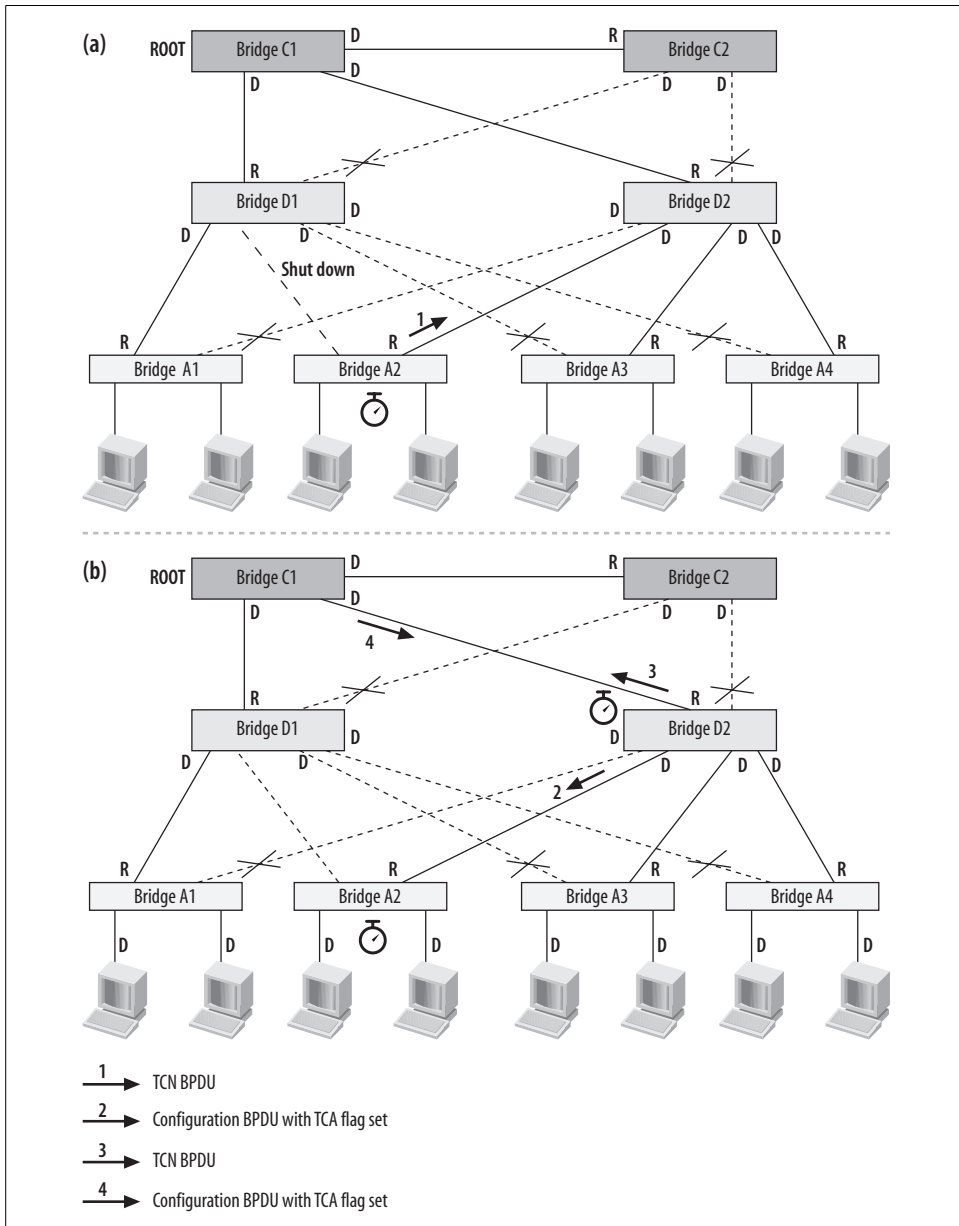 (a)
ROOT
Bridge C1
D
R
Bridge C2
D
D
D D
R
R
Bridge D1
D
D
Bridge D2
D
D
D
D
D
Shut down
1
R
R
R
R
Bridge A1
Bridge A2
Bridge A3
Bridge A4
(b)
ROOT
Bridge C1
D
R
Bridge C2
D
D
D D
4
3
R
R
Bridge D1
D
D
Bridge D2
D
D
D
D
D
2
R
R
R
R
Bridge A1
Bridge A2
Bridge A3
Bridge A4
D
D
D
D
D
D
D
D
1
TCN BPDU
2
Configuration BPDU with TCA flag set
3
TCN BPDU
4
Configuration BPDU with TCA flag set